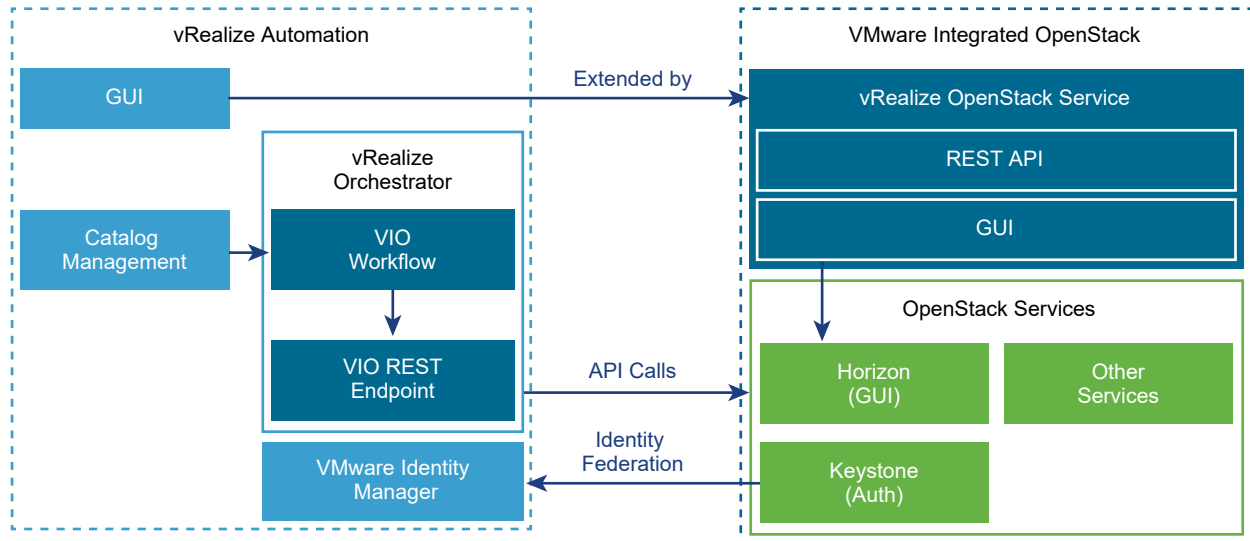 vRealize Automation
GUI
vRealize
Orchestrator
Catalog
Management
VIO
Workflow
VIO REST
Endpoint
VMware Identity
Manager
Extended by
API Calls
Identity
Federation
VMware Integrated OpenStack
vRealize OpenStack Service
REST API
GUI
OpenStack Services
Horizon
(GUI)
Other
Services
Keystone
(Auth)